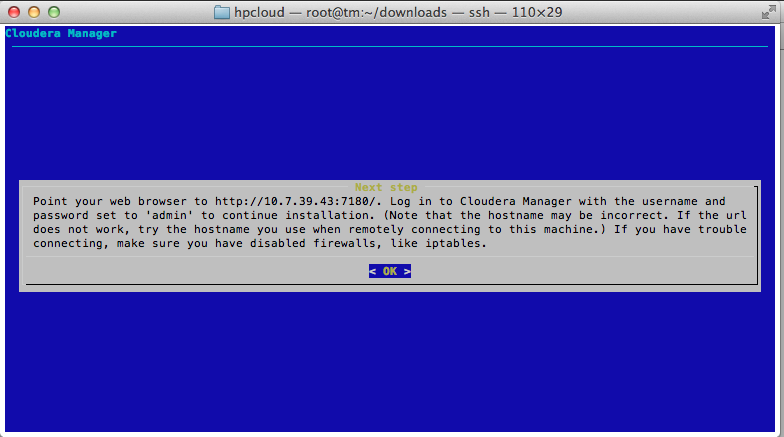 hpcloud — root@tm:~/downloads — ssh — 110×29
Cloudera Manager
Next step
Point your web browser to http://10.7.39.43:7180/. Log in to Cloudera Manager with the username and
password set to 'admin' to continue installation. (Note that the hostname may be incorrect. If the url
does not work, try the hostname you use when remotely connecting to this machine.) If you have trouble
connecting, make sure you have disabled firewalls, like iptables.
< OK >